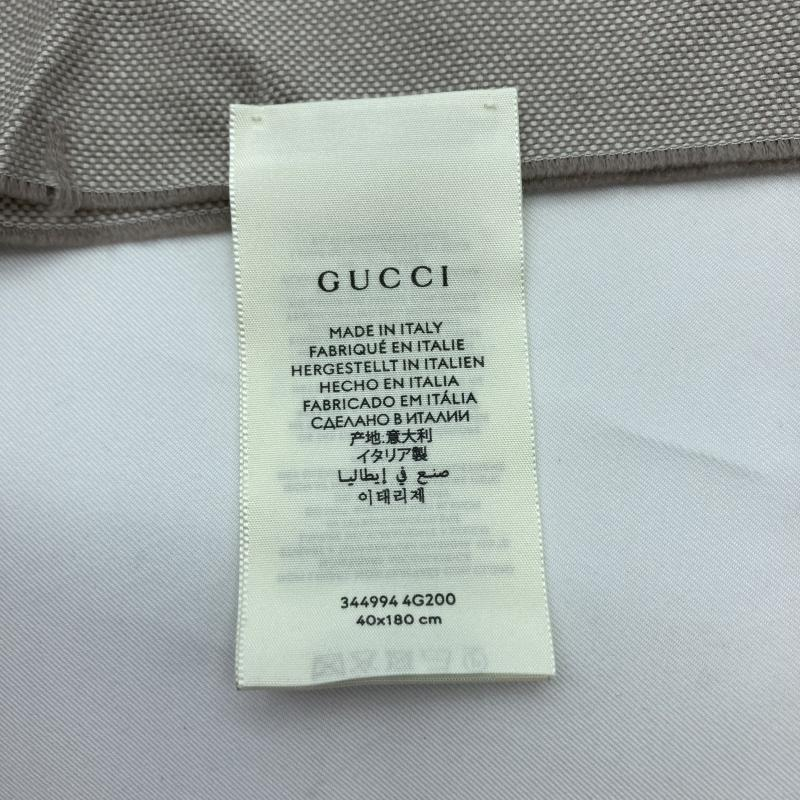 GUCCI
MADE IN ITALY
FABRIQUÉ EN ITALIE
HERGESTELLT IN ITALIEN
HECHO EN ITALIA
FABRICADO EM ITÁLIA
СДЕЛАНО В ИТАЛИИ
产地:意大利
イタリア製
صنع في إيطاليا
이태리제
344994 4G200
40x180 cm